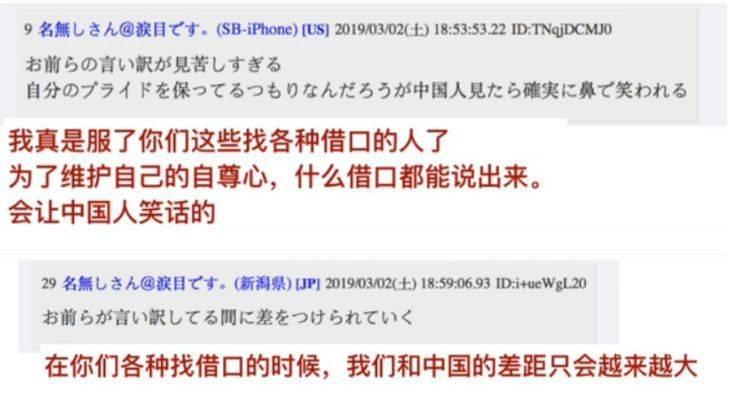 9 名無しさん@涙目です。(SB-iPhone) [US] 2019/03/02(土) 18:53:53.22 ID:TNqjDCMJ0
お前らの言い訳が見苦しすぎる
自分のプライドを保ってるつもりなんだろうが中国人見たら確実に鼻で笑われる
我真是服了你们这些找各种借口的人了
为了维护自己的自尊心，什么借口都能说出来。
会让中国人笑话的
29 名無しさん@涙目です。(新潟県) [JP] 2019/03/02(土) 18:59:06.93 ID:i+ueWgL20
お前らが言い訳してる間に差をつけられていく
在你们各种找借口的时候，我们和中国的差距只会越来越大